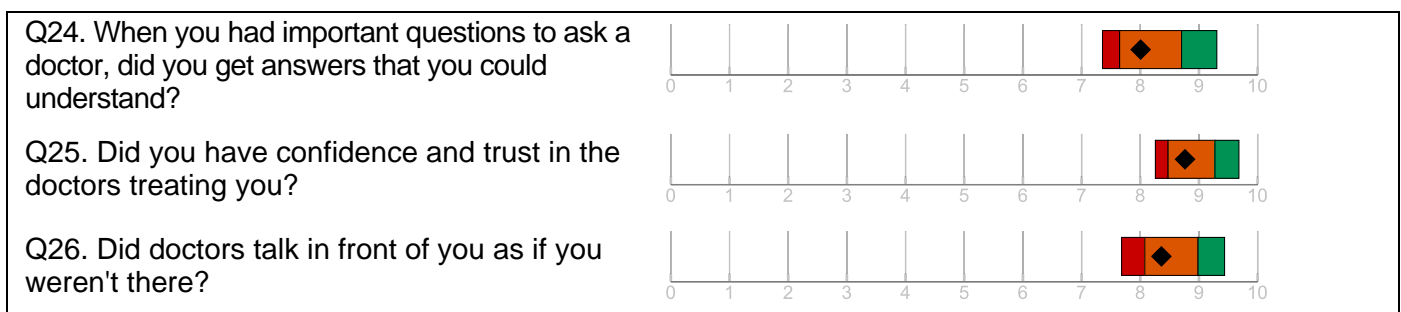 Q24. When you had important questions to ask a
doctor, did you get answers that you could
understand?
0 1 2 3 4 5 6 7 8 9 10
Q25. Did you have confidence and trust in the
doctors treating you?
0 1 2 3 4 5 6 7 8 9 10
Q26. Did doctors talk in front of you as if you
weren't there?
0 1 2 3 4 5 6 7 8 9 10